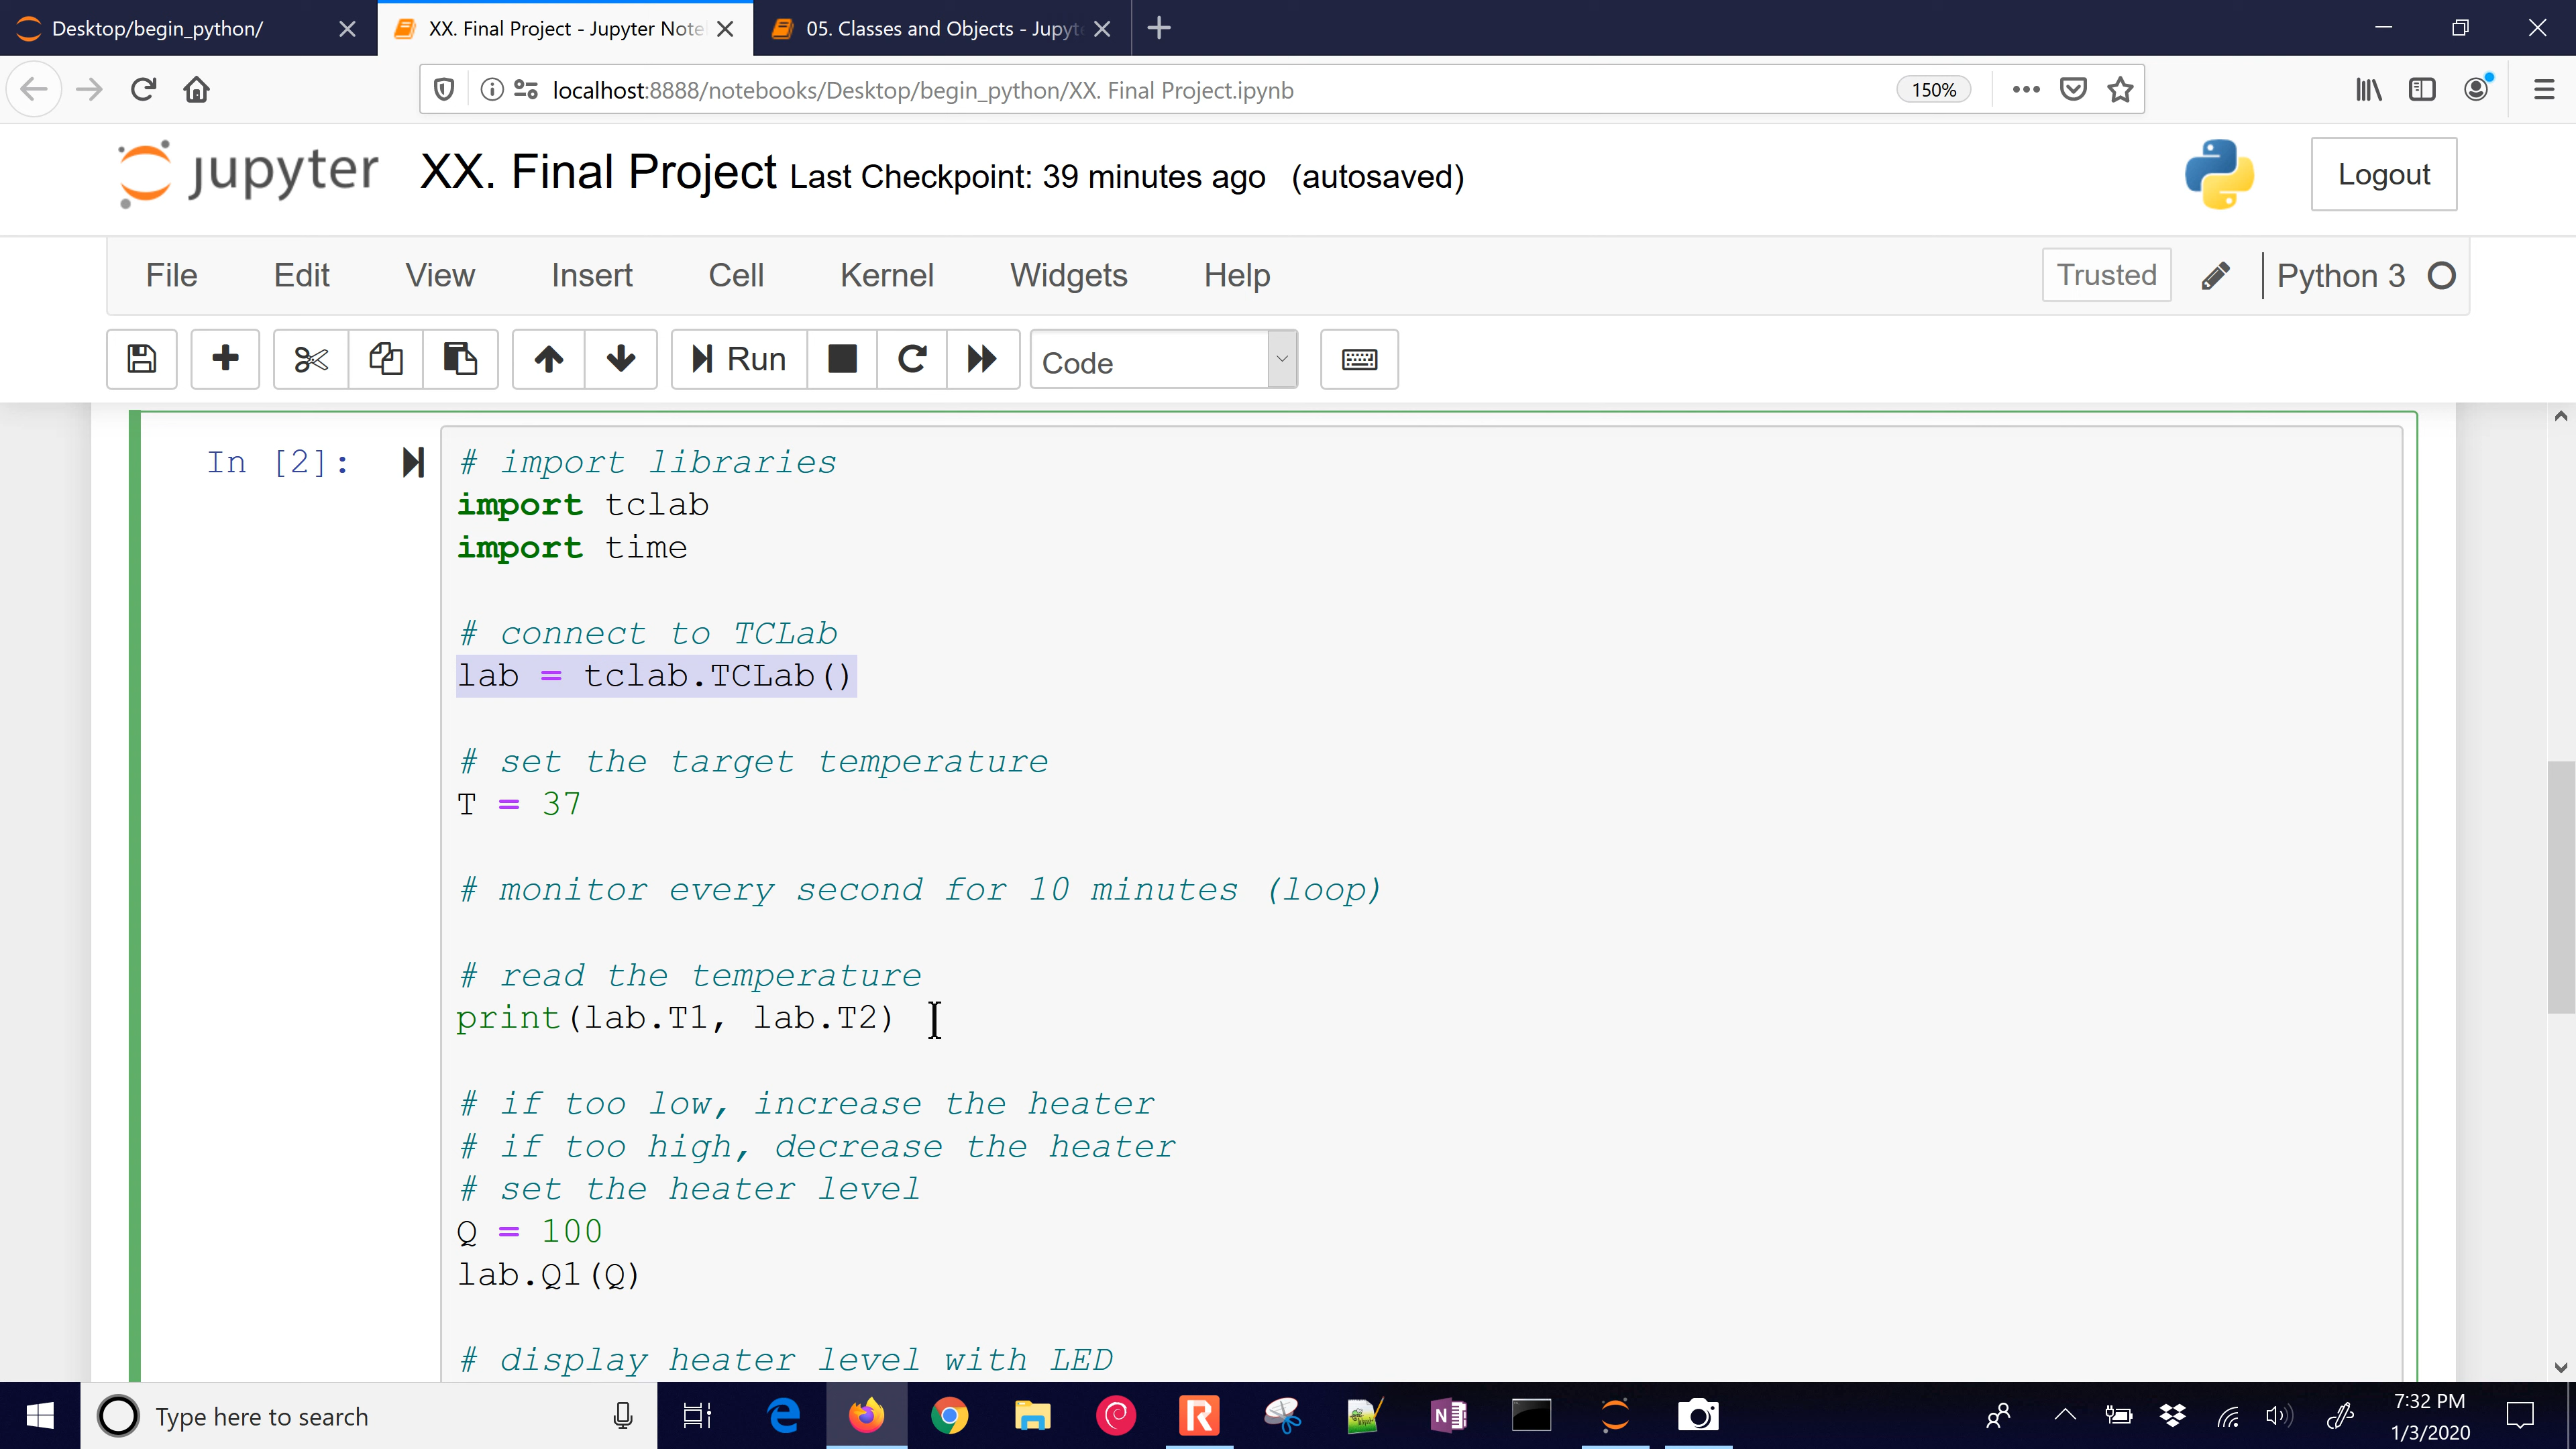 Desktop/begin_python/
XX. Final Project - Jupyter Note
05. Classes and Objects - Jupyt
localhost:8888/notebooks/Desktop/begin_python/XX. Final Project.ipynb
150%
jupyter XX. Final Project Last Checkpoint: 39 minutes ago (autosaved)
Logout
File Edit View Insert Cell Kernel Widgets Help
Trusted
Python 3
Run
Code
In [2]:
# import libraries
import tclab
import time
# connect to TCLab
lab = tclab.TCLab()
# set the target temperature
T = 37
# monitor every second for 10 minutes (loop)
# read the temperature
print(lab.T1, lab.T2)
# if too low, increase the heater
# if too high, decrease the heater
# set the heater level
Q = 100
lab.Q1(Q)
# display heater level with LED
Type here to search
7:32 PM
1/3/2020